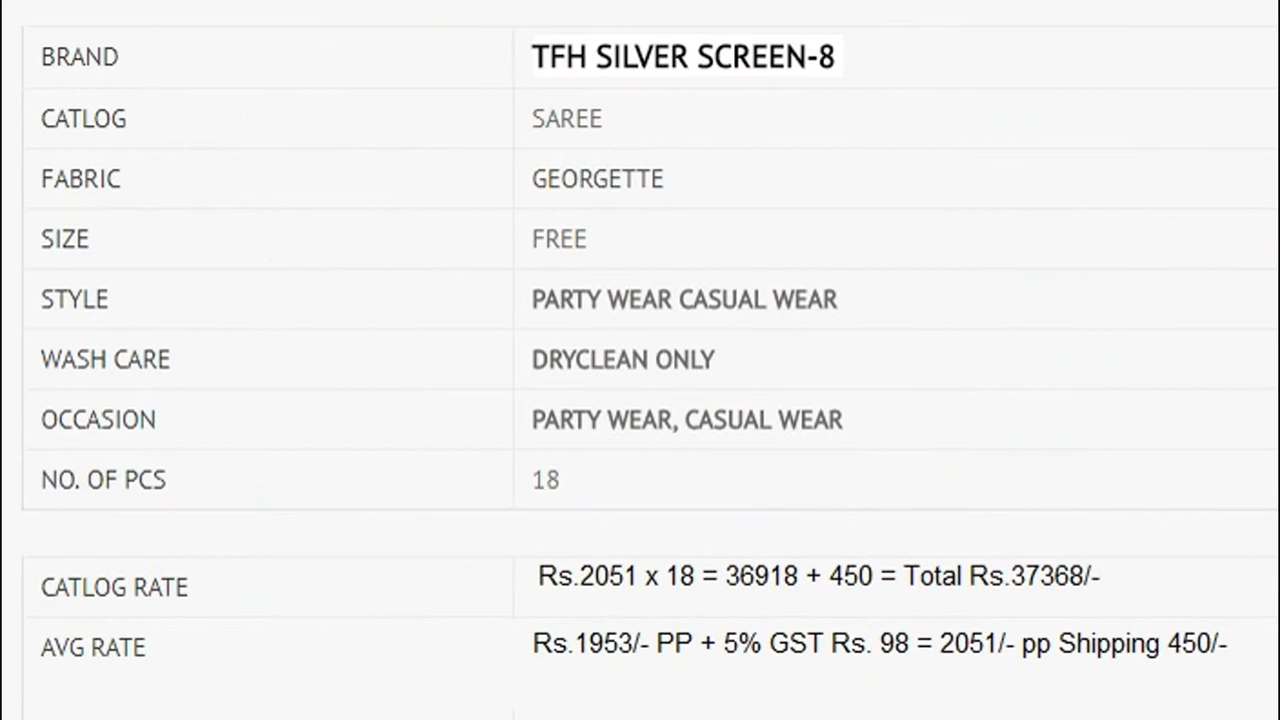 BRAND TFH SILVER SCREEN-8
CATLOG SAREE
FABRIC GEORGETTE
SIZE FREE
STYLE PARTY WEAR CASUAL WEAR
WASH CARE DRYCLEAN ONLY
OCCASION PARTY WEAR, CASUAL WEAR
NO. OF PCS 18
CATLOG RATE Rs.2051 x 18 = 36918 + 450 = Total Rs.37368/-
AVG RATE Rs.1953/- PP + 5% GST Rs. 98 = 2051/- pp Shipping 450/-